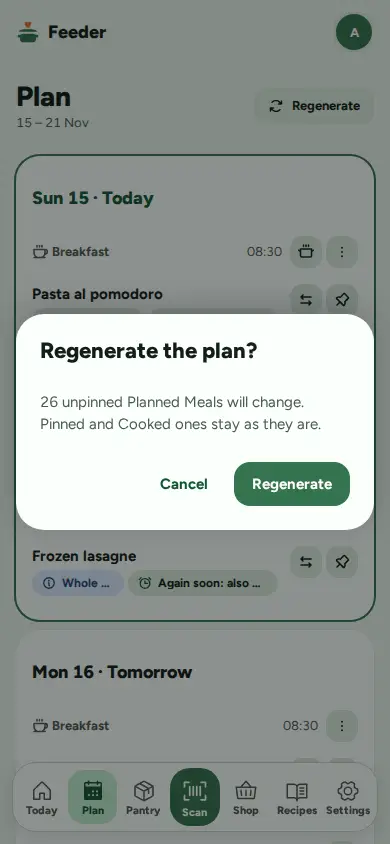 Feeder
A
Plan
15 – 21 Nov
Regenerate
Sun 15 · Today
Breakfast
08:30
Pasta al pomodoro
Regenerate the plan?
26 unpinned Planned Meals will change.
Pinned and Cooked ones stay as they are.
Cancel
Regenerate
Frozen lasagne
Whole ...
Again soon: also ...
Mon 16 · Tomorrow
Breakfast
08:30
Today
Plan
Pantry
Scan
Shop
Recipes
Settings